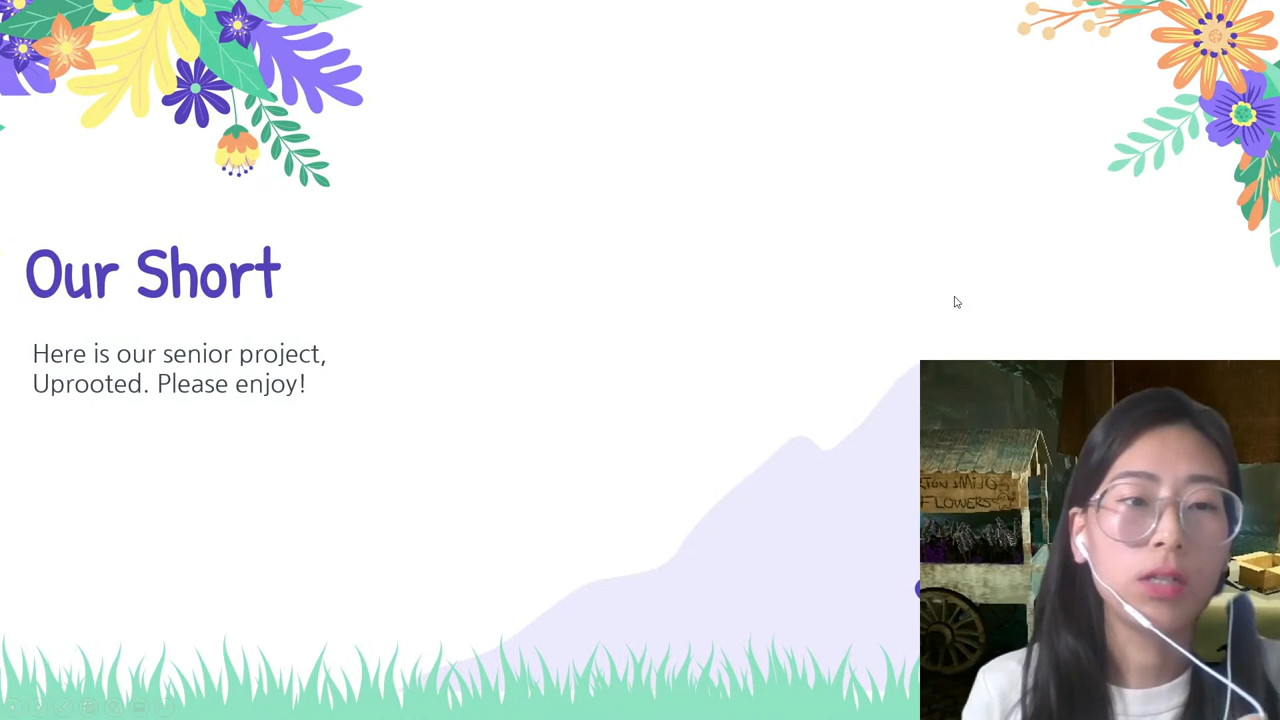 Our Short
Here is our senior project,
Uprooted. Please enjoy!
FLOWERS